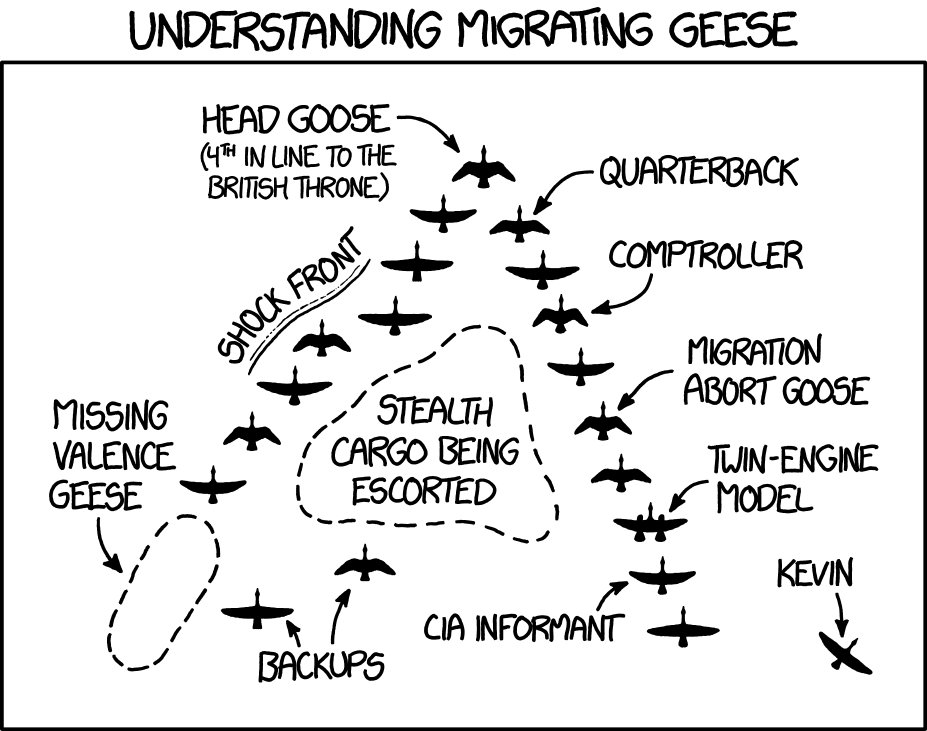 UNDERSTANDING MIGRATING GEESE
HEAD GOOSE
(4TH IN LINE TO THE
BRITISH THRONE)
QUARTERBACK
COMPTROLLER
SHOCK FRONT
MIGRATION
ABORT GOOSE
STEALTH
CARGO BEING
ESCORTED
MISSING
VALENCE
GEESE
TWIN-ENGINE
MODEL
KEVIN
CIA INFORMANT
BACKUPS